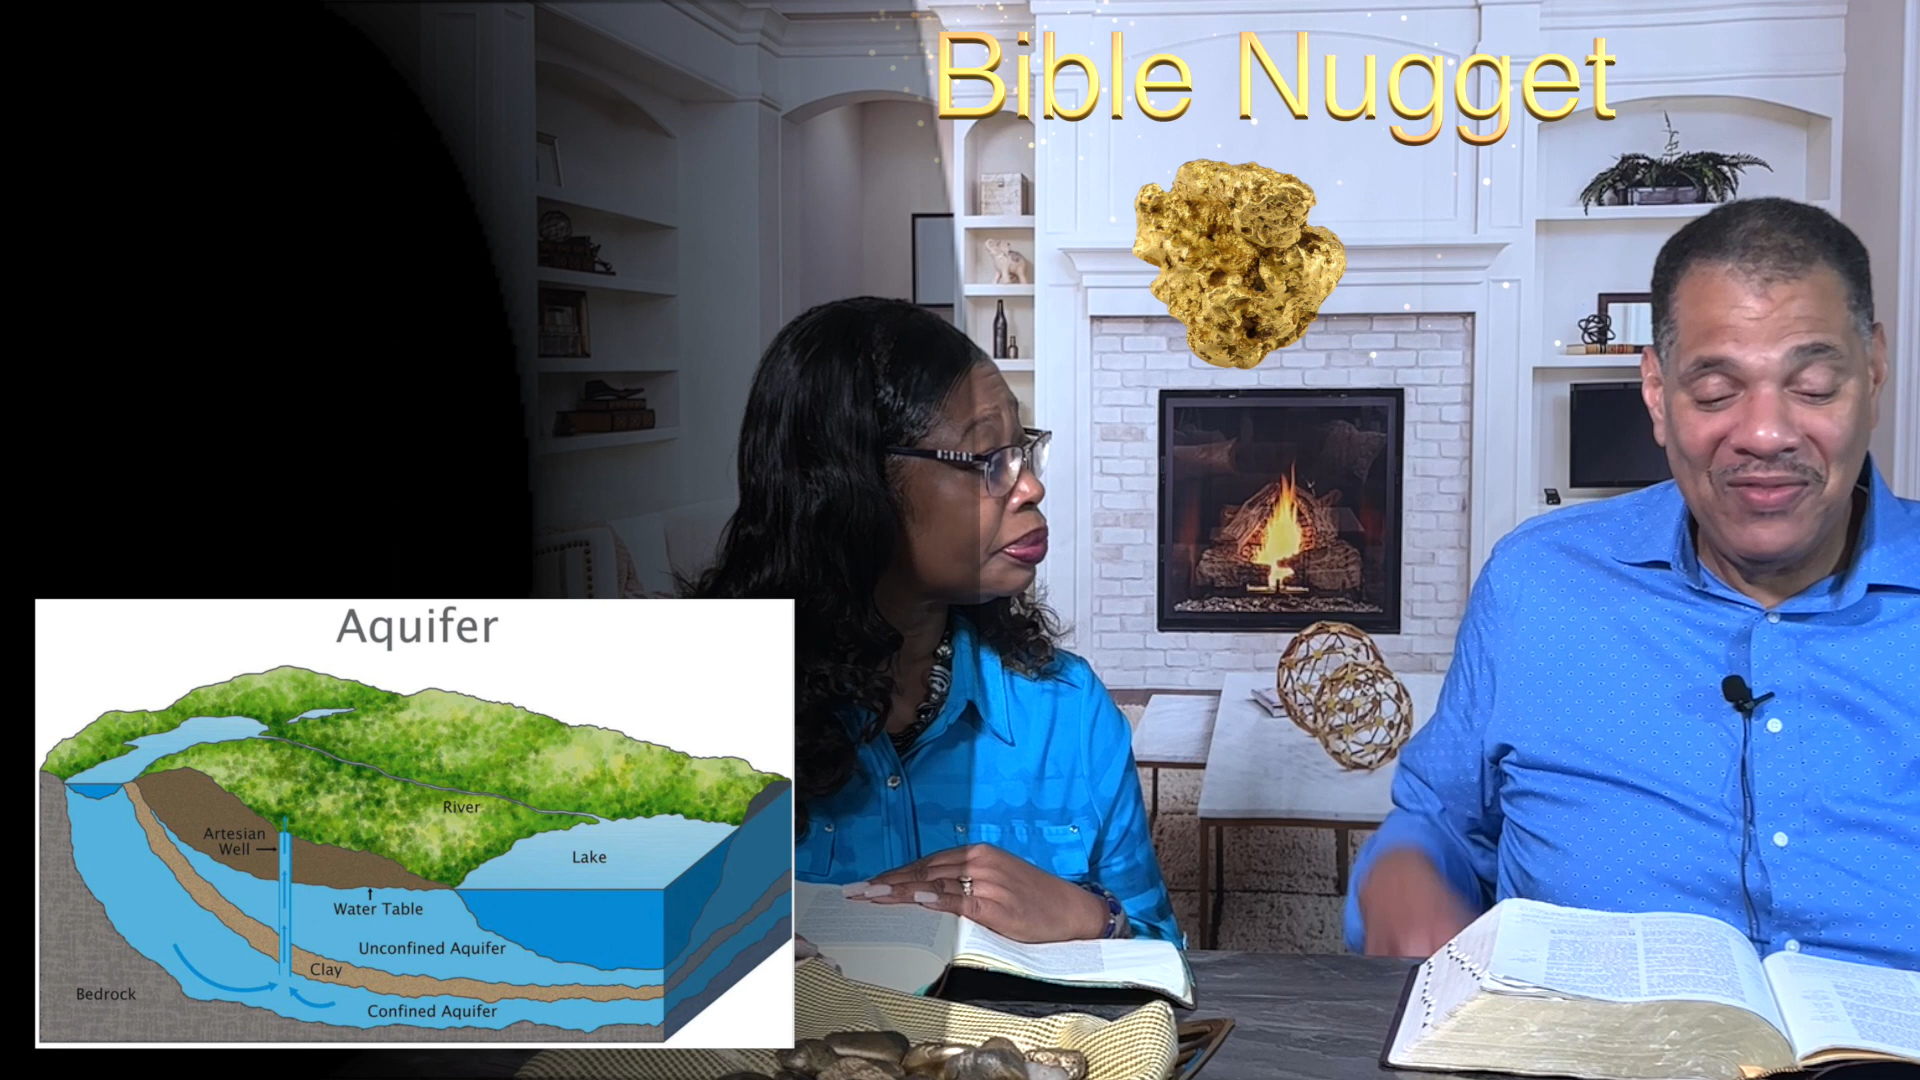 Bible Nugget
Aquifer
River
Artesian
Well
Lake
Water Table
Unconfined Aquifer
Clay
Bedrock
Confined Aquifer